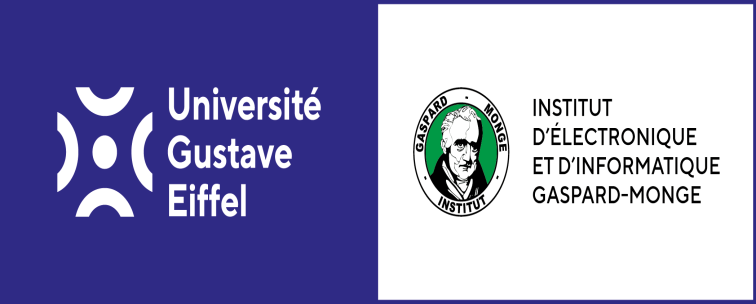 Université
Gustave
Eiffel
GASPARD - MONGE
INSTITUT
INSTITUT
D'ÉLECTRONIQUE
ET D'INFORMATIQUE
GASPARD-MONGE